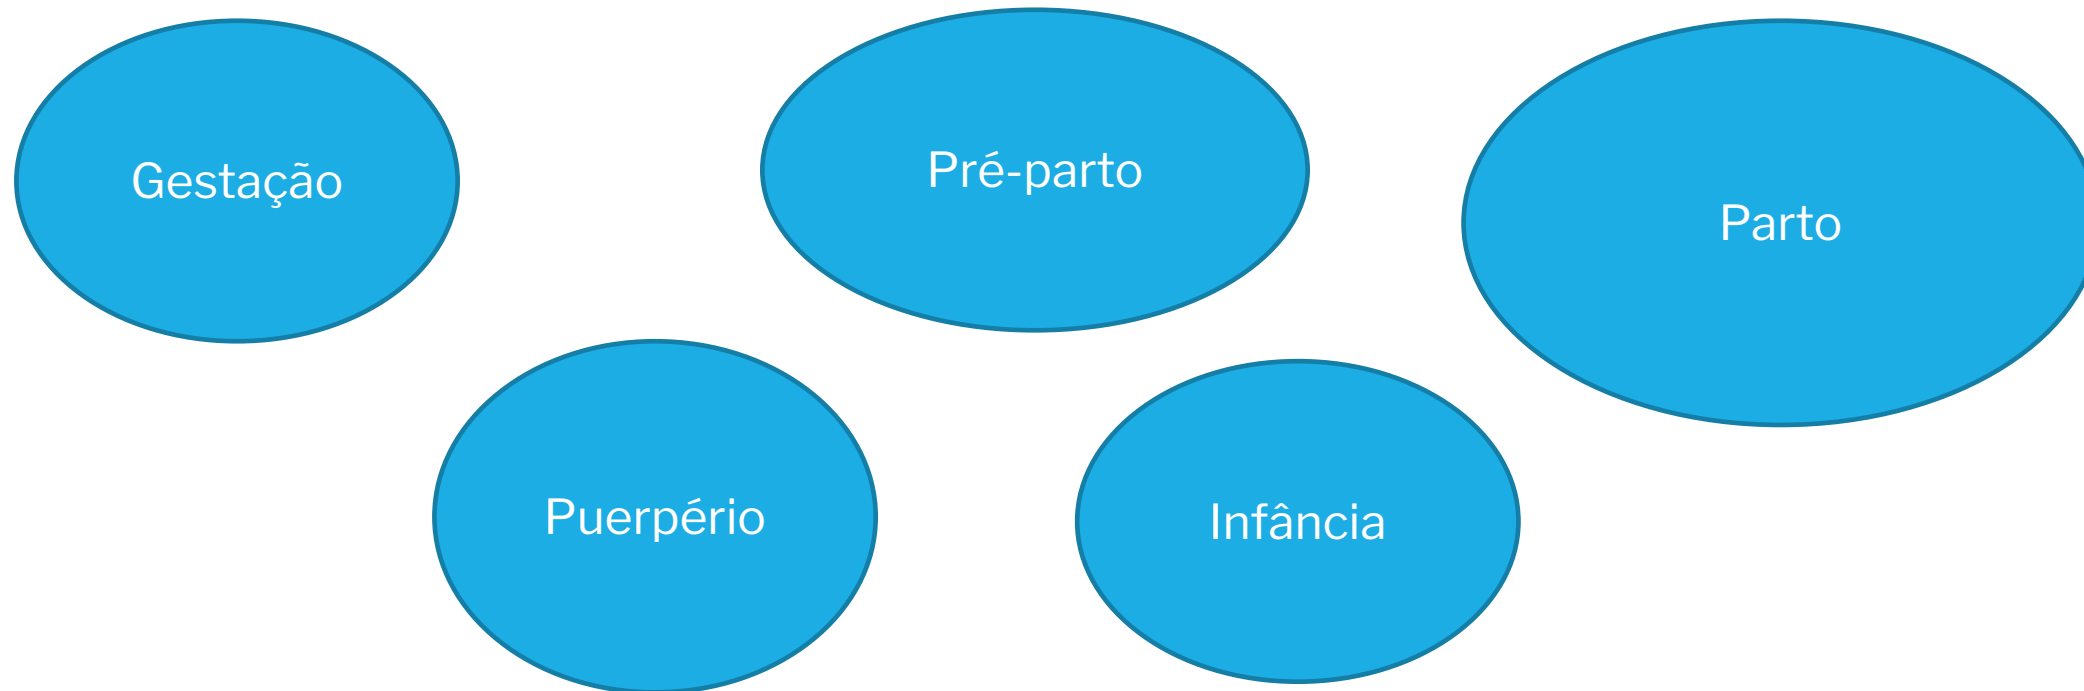 Gestação
Pré-parto
Parto
Puerpério
Infância